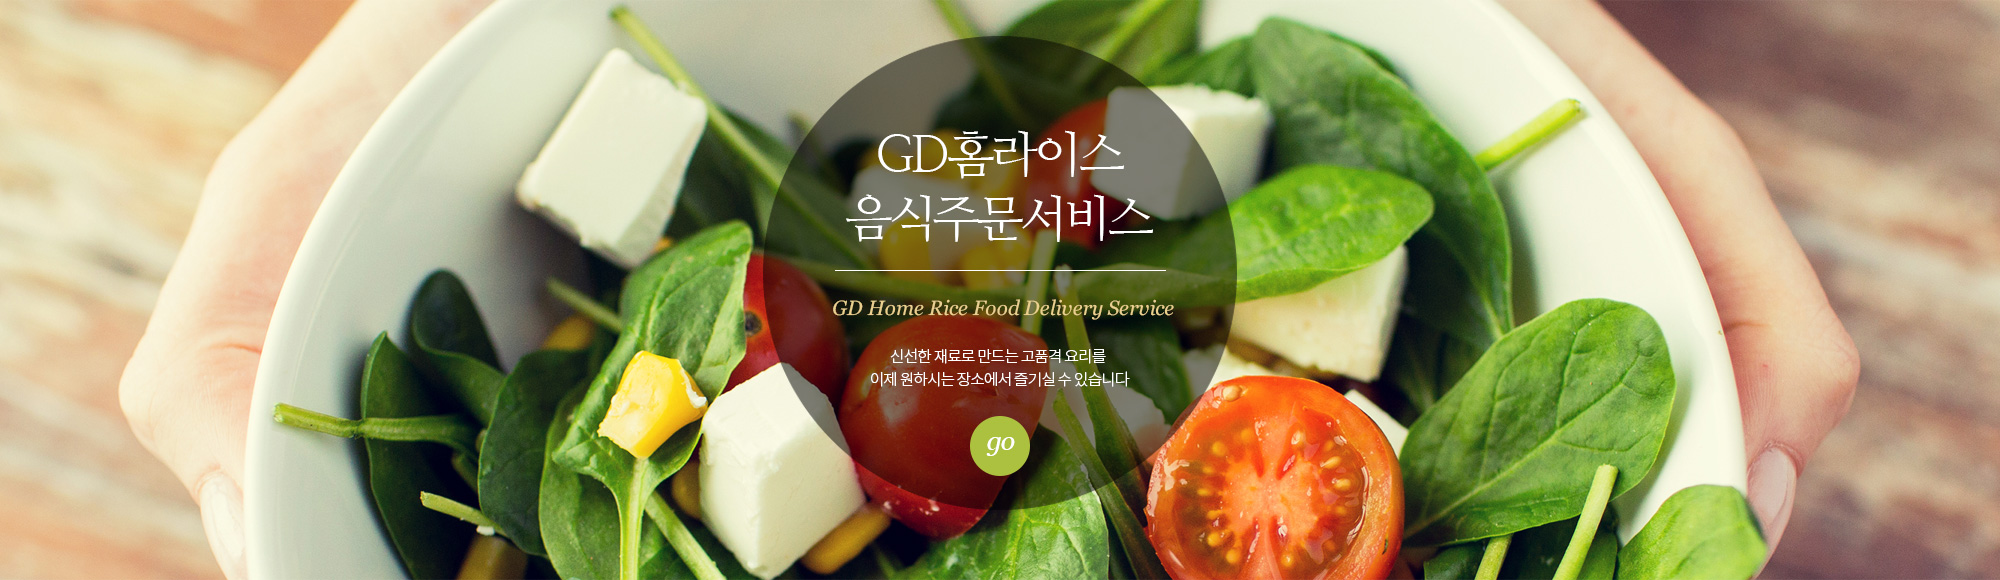 GD홈라이스
음식주문서비스
GD Home Rice Food Delivery Service
신선한 재료로 만드는 고품격 요리를
이제 원하시는 장소에서 즐기실 수 있습니다
go